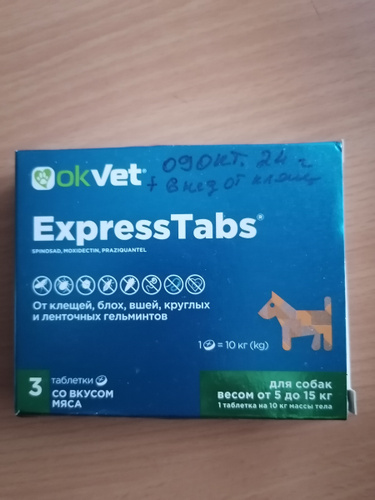 okvet®
09 окт. 24 г
+ в нед от клещ
ExpressTabs®
SPINOSAD, MOXIDECTIN, PRAZIQUANTEL
От клещей, блох, вшей, круглых
и ленточных гельминтов
1 = 10 кг (kg)
3 таблетки
СО ВКУСОМ
МЯСА
для собак
весом от 5 до 15 кг
1 таблетка на 10 кг массы тела